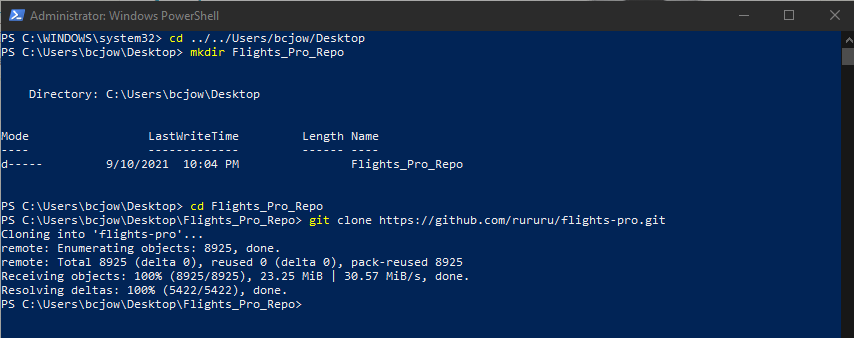 Administrator: Windows PowerShell
PS C:\WINDOWS\system32> cd ../../Users/bcjow/Desktop
PS C:\Users\bcjow\Desktop> mkdir Flights_Pro_Repo
Directory: C:\Users\bcjow\Desktop
Mode LastWriteTime Length Name
---- ------------- ------ ----
d----- 9/10/2021 10:04 PM Flights_Pro_Repo
PS C:\Users\bcjow\Desktop> cd Flights_Pro_Repo
PS C:\Users\bcjow\Desktop\Flights_Pro_Repo> git clone https://github.com/rururu/flights-pro.git
Cloning into 'flights-pro'...
remote: Enumerating objects: 8925, done.
remote: Total 8925 (delta 0), reused 0 (delta 0), pack-reused 8925
Receiving objects: 100% (8925/8925), 23.25 MiB | 30.57 MiB/s, done.
Resolving deltas: 100% (5422/5422), done.
PS C:\Users\bcjow\Desktop\Flights_Pro_Repo>